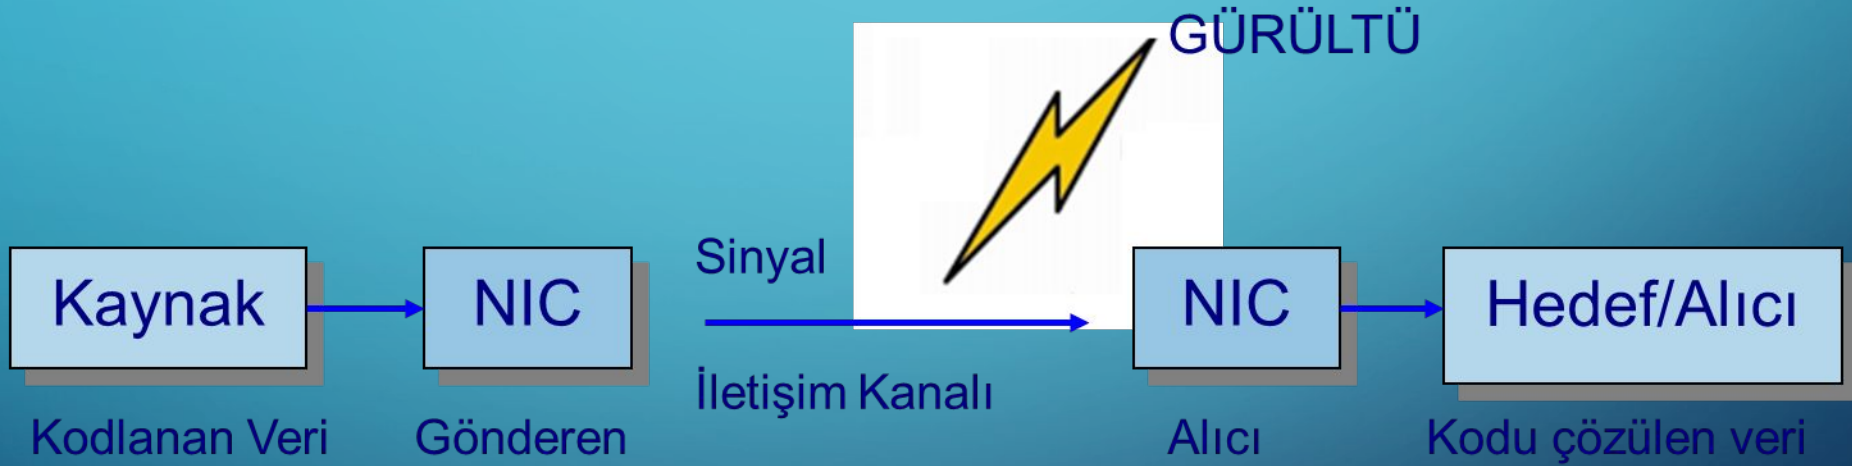 GÜRÜLTÜ
Sinyal
Kaynak
NIC
NIC
Hedef/Alıcı
İletişim Kanalı
Kodlanan Veri
Gönderen
Alıcı
Kodu çözülen veri